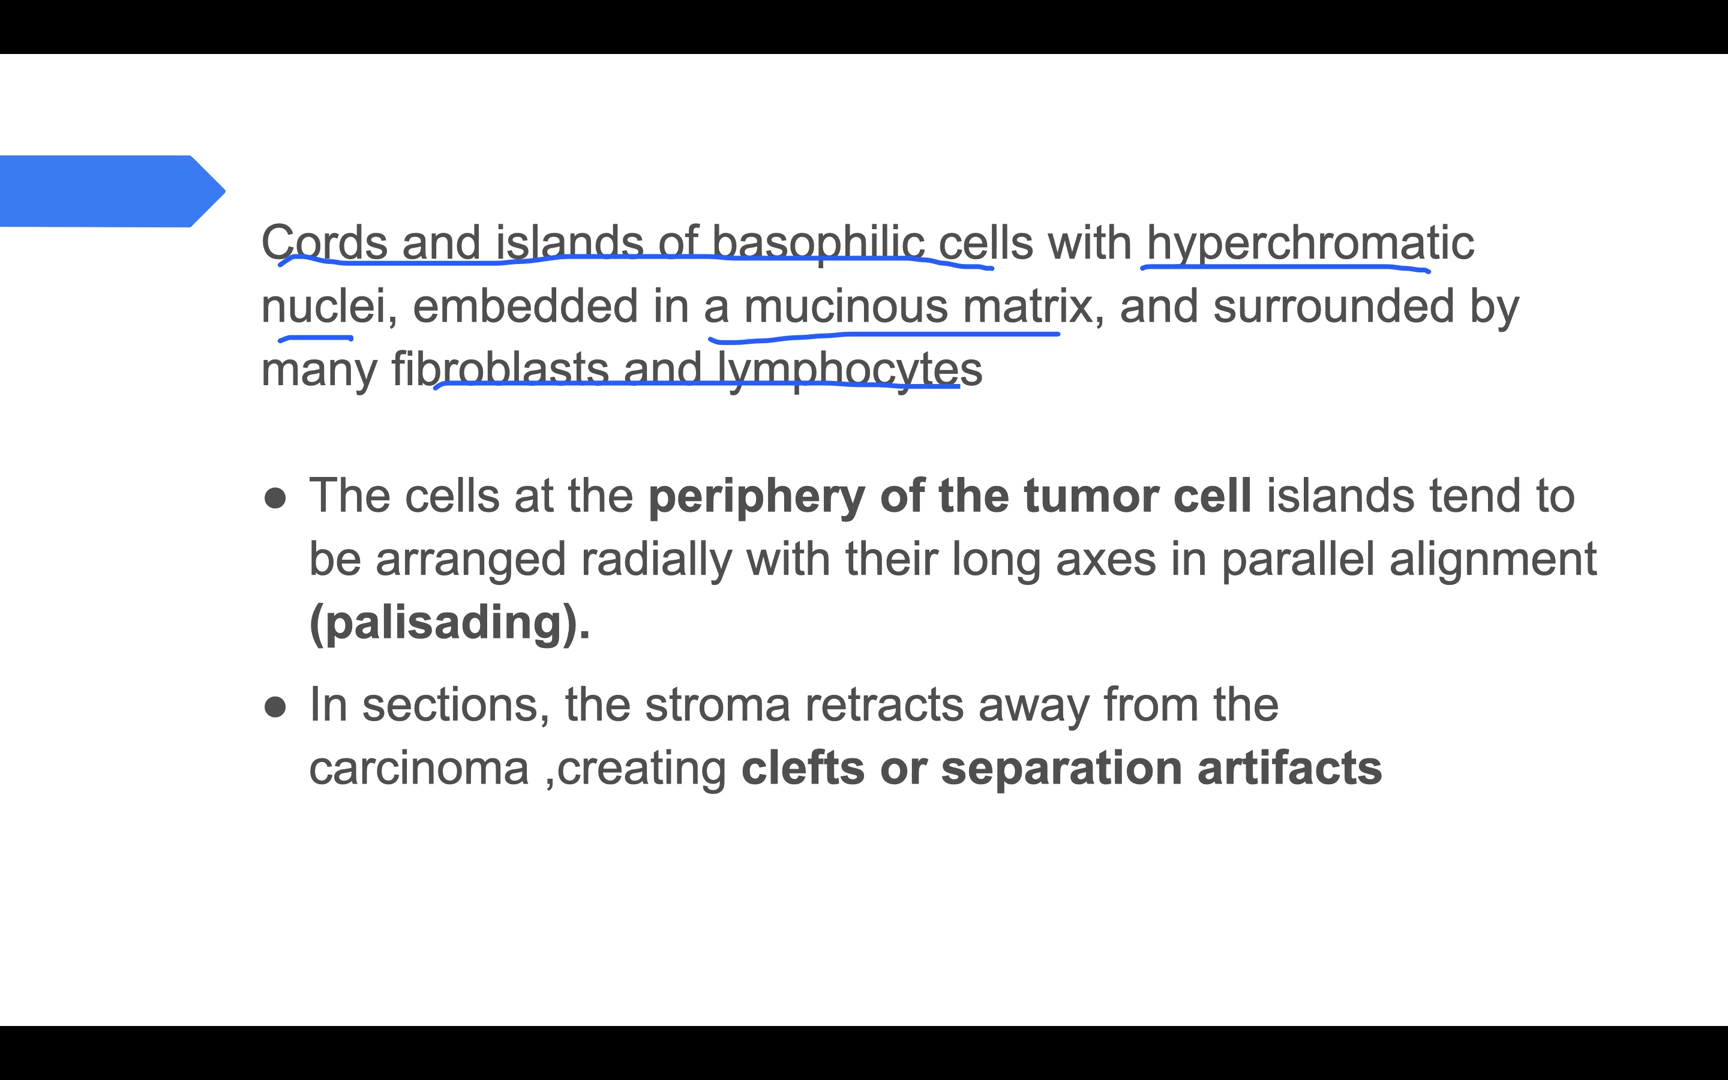 Cords and islands of basophilic cells with hyperchromatic
nuclei, embedded in a mucinous matrix, and surrounded by
many fibroblasts and lymphocytes
● The cells at the periphery of the tumor cell islands tend to
be arranged radially with their long axes in parallel alignment
(palisading).
● In sections, the stroma retracts away from the
carcinoma ,creating clefts or separation artifacts